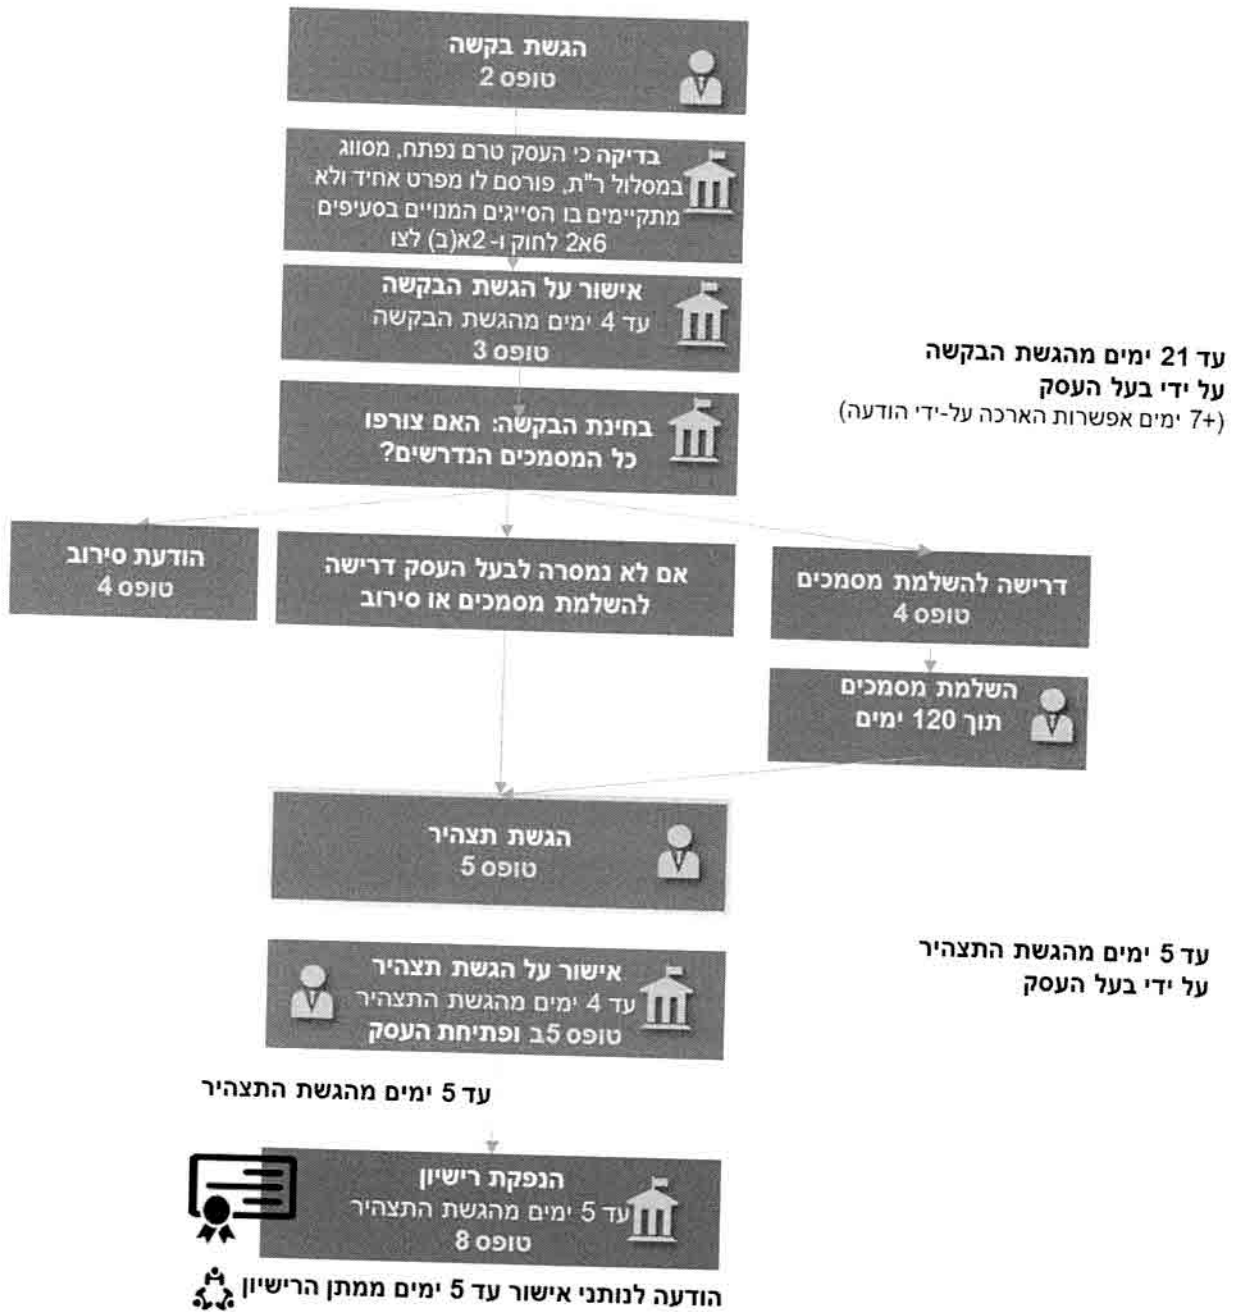 הגשת בקשה
טופס 2
בדיקה כי העסק טרם נפתח, מסווג
במסלול ר"ת, פורסם לו מפרט אחיד ולא
מתקיימים בו הסייגים המנויים בסעיפים
6א2 לחוק ו- 2א(ב) לצו
אישור על הגשת הבקשה
עד 4 ימים מהגשת הבקשה
טופס 3
עד 21 ימים מהגשת הבקשה
על ידי בעל העסק
(+7 ימים אפשרות הארכה על-ידי הודעה)
בחינת הבקשה: האם צורפו
כל המסמכים הנדרשים?
דרישה להשלמת מסמכים
טופס 4
אם לא נמסרה לבעל העסק דרישה
להשלמת מסמכים או סירוב
הודעת סירוב
טופס 4
השלמת מסמכים
תוך 120 ימים
הגשת תצהיר
טופס 5
עד 5 ימים מהגשת התצהיר
על ידי בעל העסק
אישור על הגשת תצהיר
עד 4 ימים מהגשת התצהיר
טופס 5ב ופתיחת העסק
עד 5 ימים מהגשת התצהיר
הנפקת רישיון
עד 5 ימים מהגשת התצהיר
טופס 8
הודעה לנותני אישור עד 5 ימים ממתן הרישיון